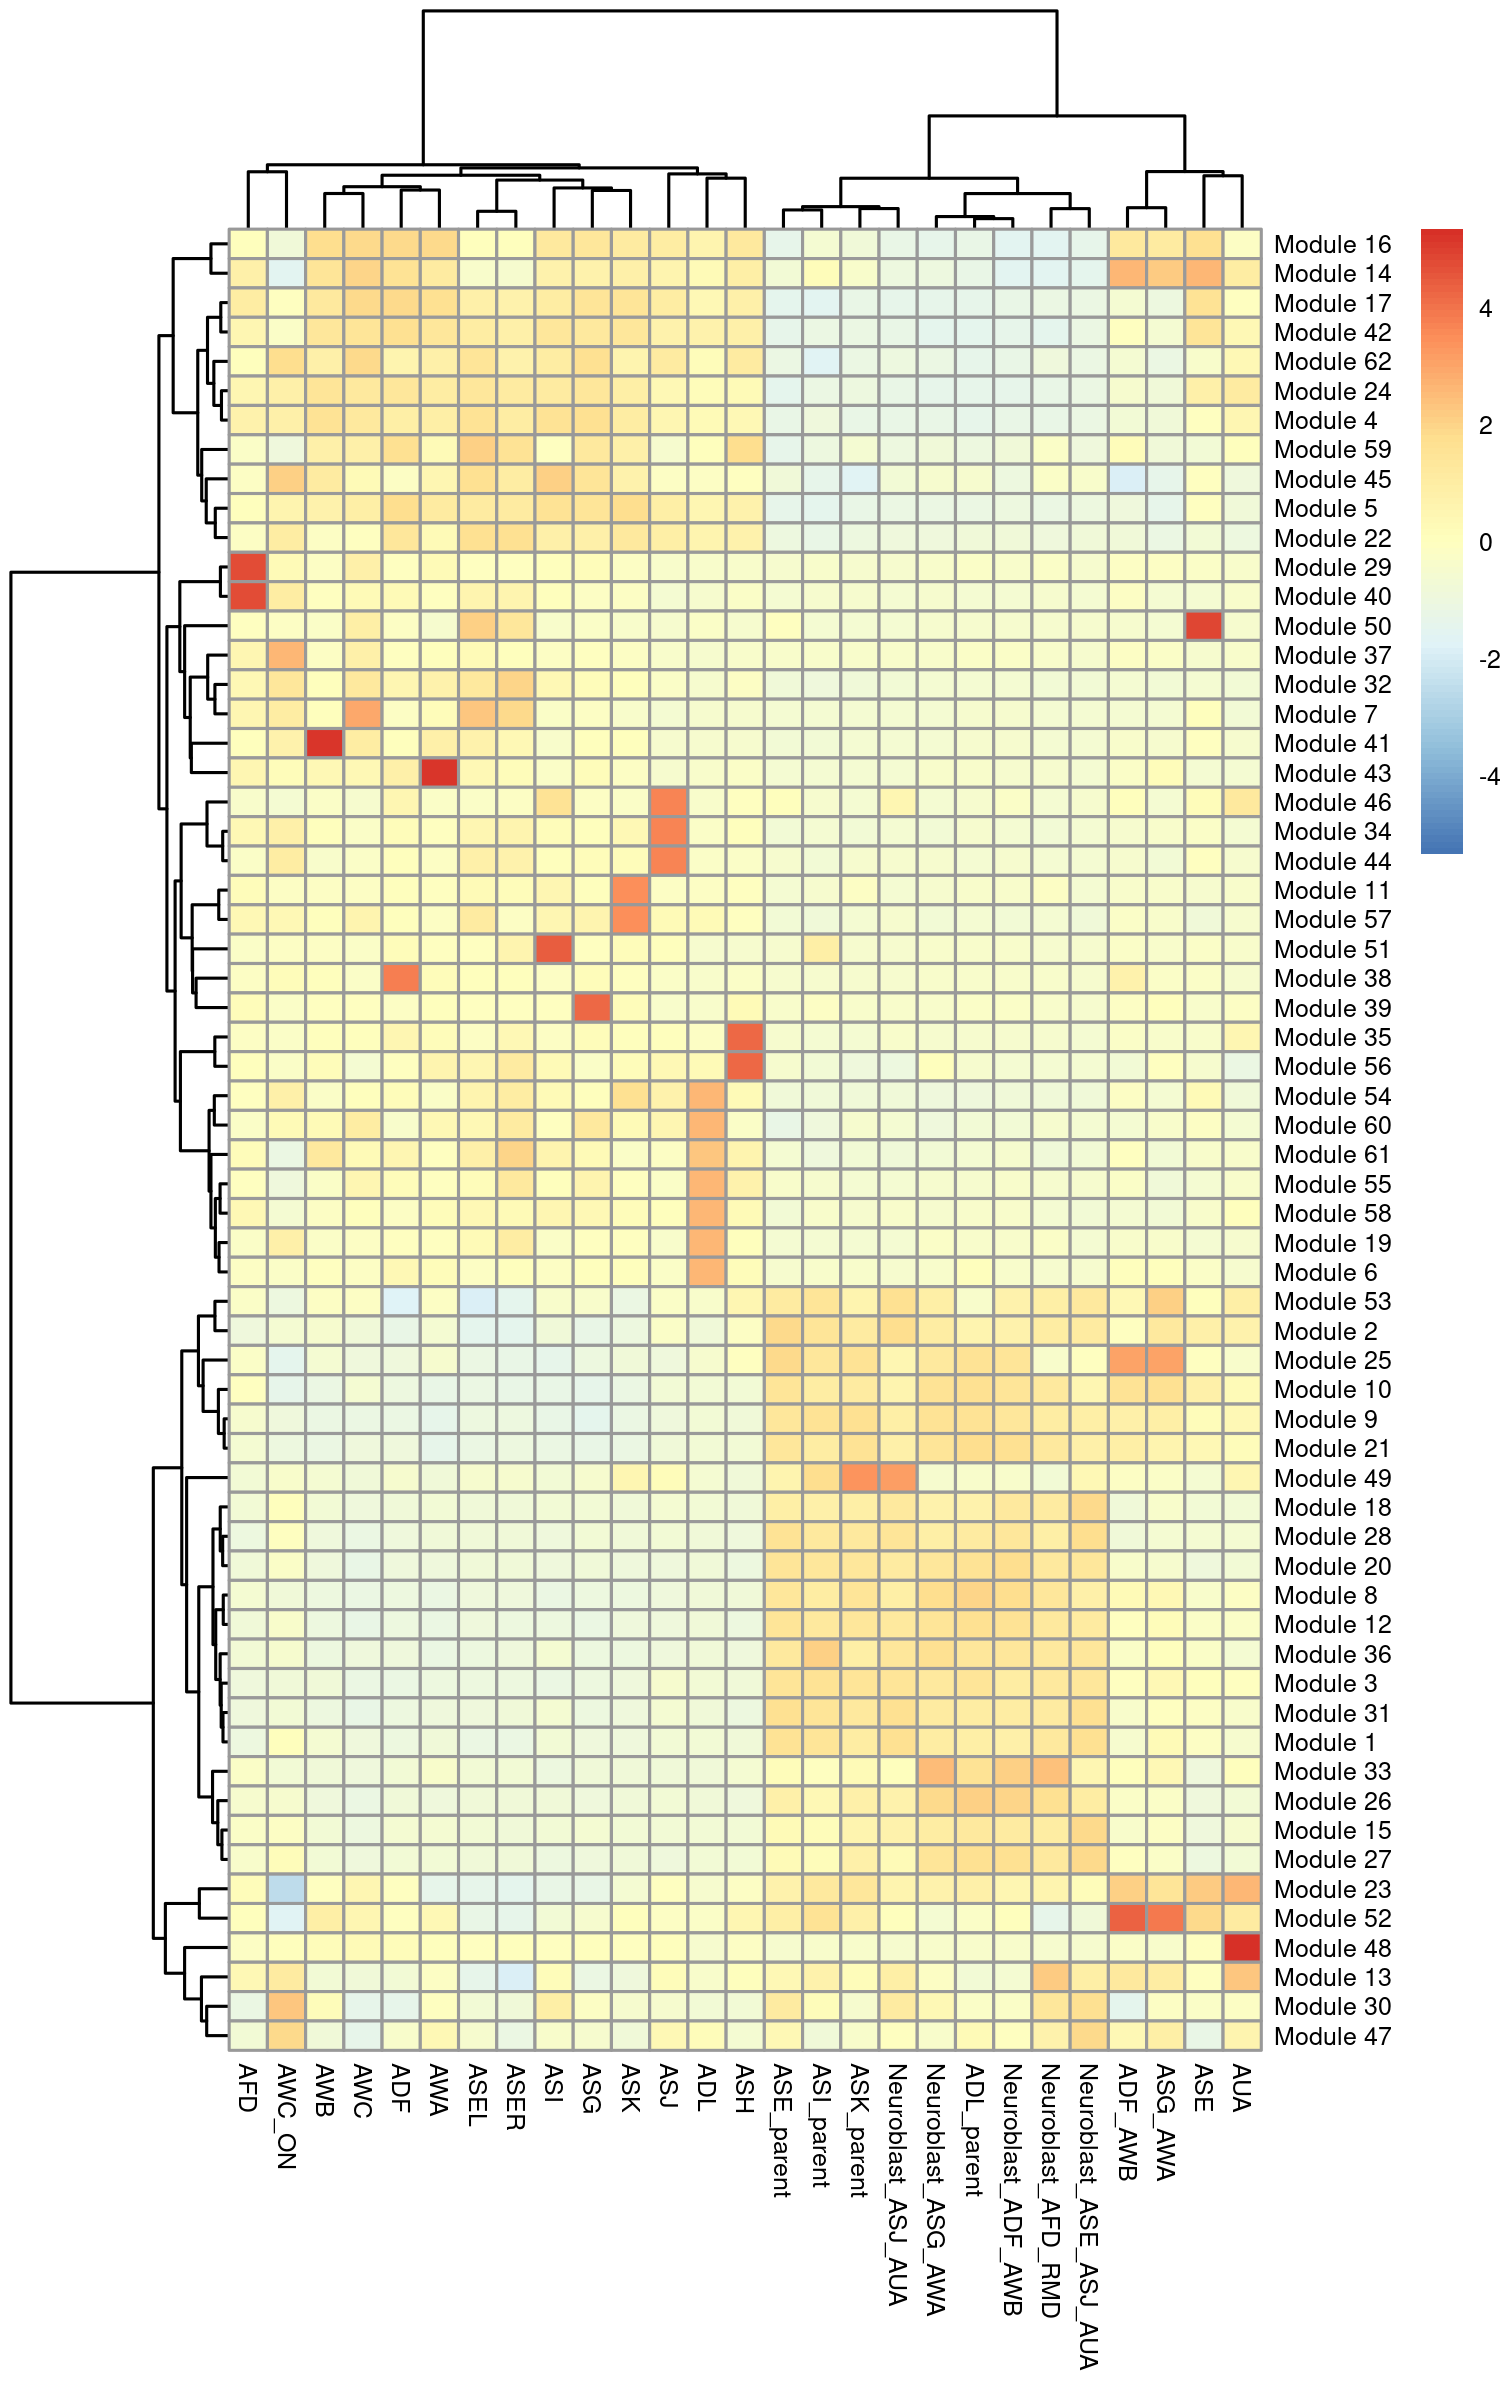 Module 16
Module 14
Module 17
Module 42
Module 62
Module 24
Module 4
Module 59
Module 45
Module 5
Module 22
Module 29
Module 40
Module 50
Module 37
Module 32
Module 7
Module 41
Module 43
Module 46
Module 34
Module 44
Module 11
Module 57
Module 51
Module 38
Module 39
Module 35
Module 56
Module 54
Module 60
Module 61
Module 55
Module 58
Module 19
Module 6
Module 53
Module 2
Module 25
Module 10
Module 9
Module 21
Module 49
Module 18
Module 28
Module 20
Module 8
Module 12
Module 36
Module 3
Module 31
Module 1
Module 33
Module 26
Module 15
Module 27
Module 23
Module 52
Module 48
Module 13
Module 30
Module 47
4
2
0
-2
-4
AFD
AWC_ON
AWB
AWC
ADF
AWA
ASEL
ASER
ASI
ASG
ASK
ASJ
ADL
ASH
ASE_parent
ASI_parent
ASK_parent
Neuroblast_ASJ_AUA
Neuroblast_ASG_AWA
ADL_parent
Neuroblast_ADF_AWB
Neuroblast_AFD_RMD
Neuroblast_ASE_ASJ_AUA
ADF_AWB
ASG_AWA
ASE
AUA